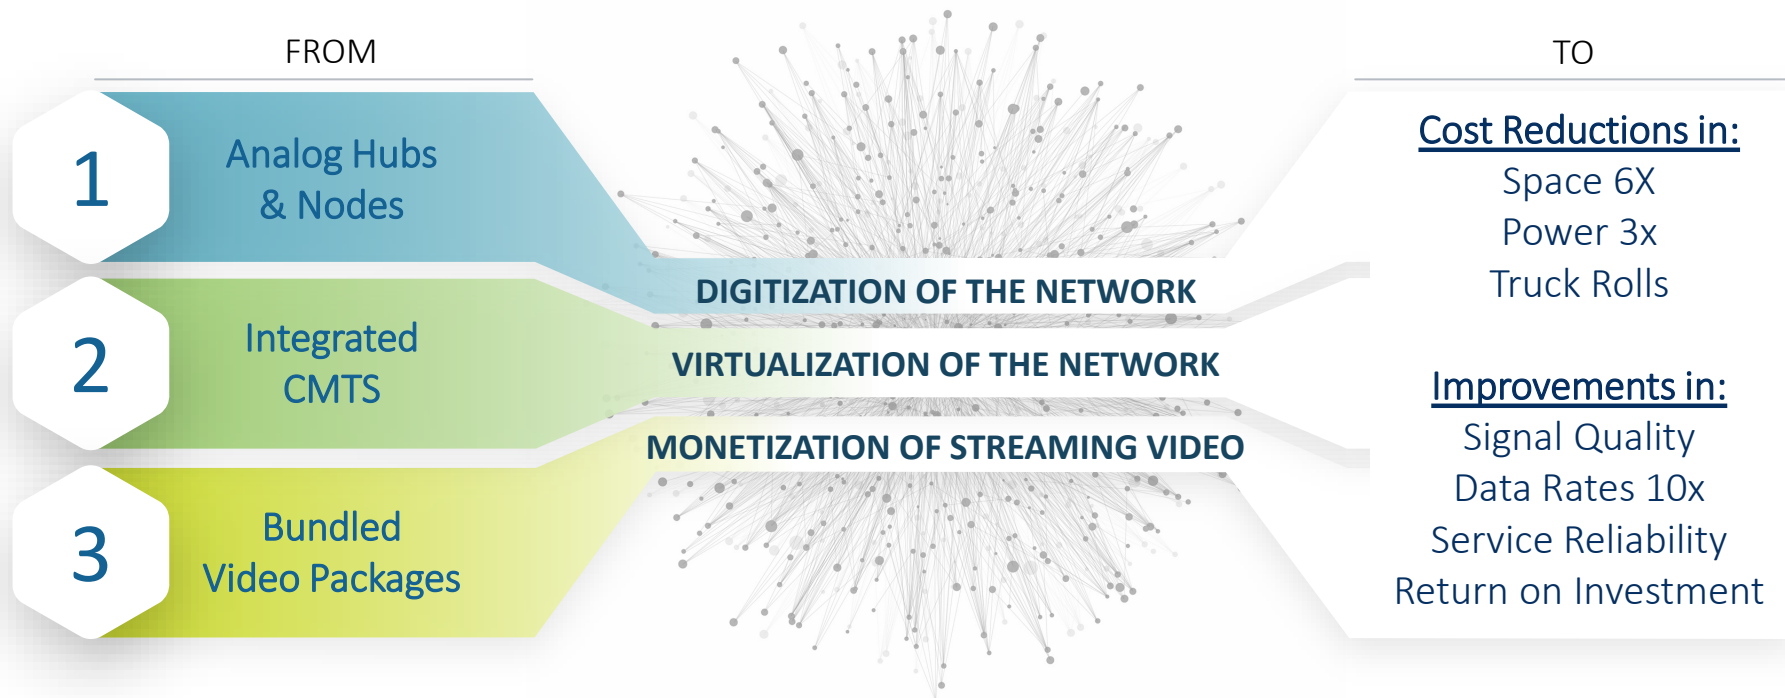 FROM
TO
1
Analog Hubs
& Nodes
2
Integrated
CMTS
3
Bundled
Video Packages
DIGITIZATION OF THE NETWORK
VIRTUALIZATION OF THE NETWORK
MONETIZATION OF STREAMING VIDEO
Cost Reductions in:
Space 6X
Power 3x
Truck Rolls
Improvements in:
Signal Quality
Data Rates 10x
Service Reliability
Return on Investment